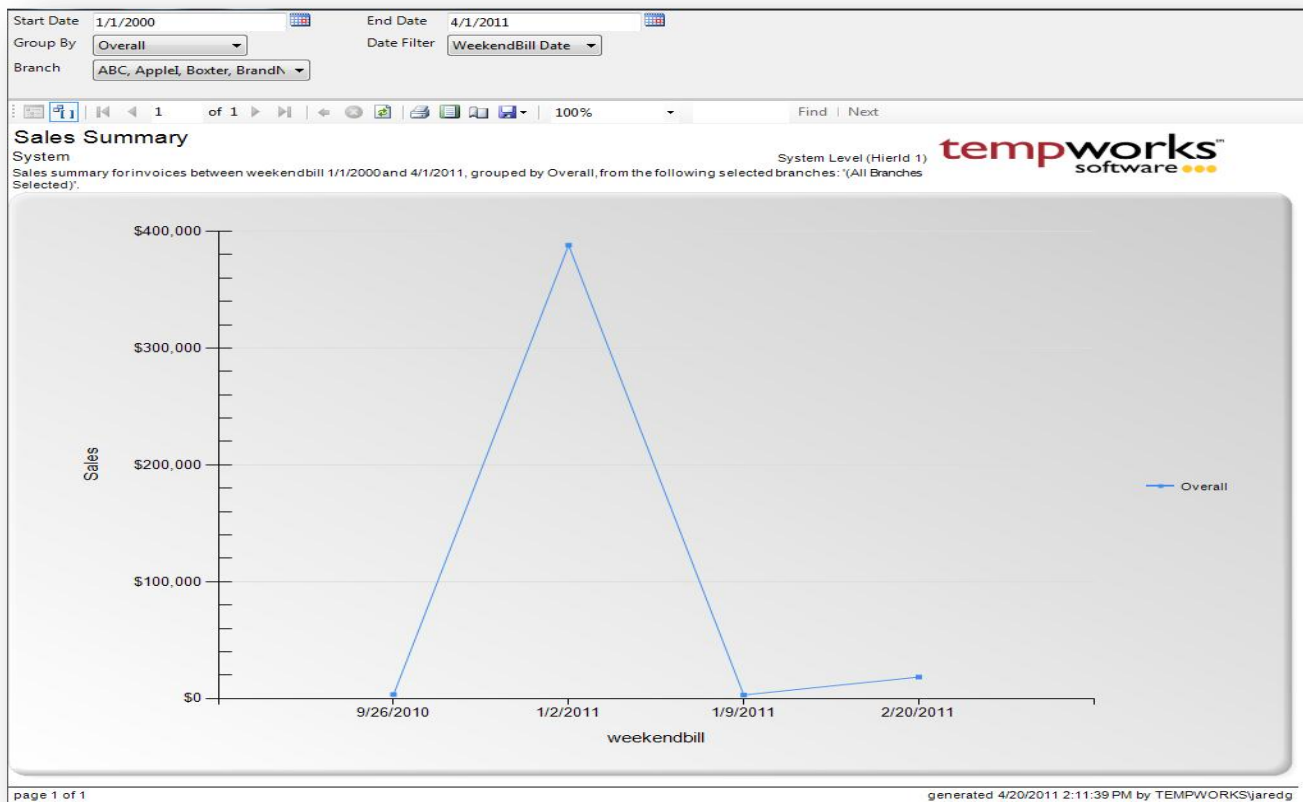 Start Date 1/1/2000 End Date 4/1/2011
Group By Overall Date Filter WeekendBill Date
Branch ABC, AppleI, Boxter, BrandN
1 of 1 100% Find | Next
Sales Summary
tempworks™
software
System
System Level (HierId 1)
Sales summary for invoices between weekendbill 1/1/2000 and 4/1/2011, grouped by Overall, from the following selected branches: '(All Branches
Selected)'.
$400,000
$300,000
$200,000
$100,000
$0
Sales
Overall
9/26/2010 1/2/2011 1/9/2011 2/20/2011
weekendbill
page 1 of 1 generated 4/20/2011 2:11:39 PM by TEMPWORKS\jaredg